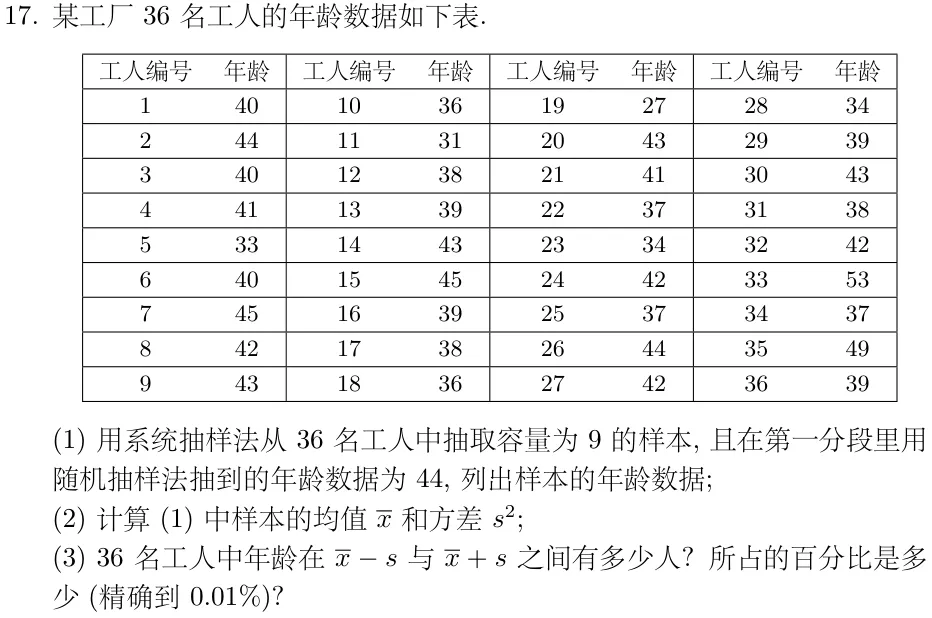 17. 某工厂 36 名工人的年龄数据如下表.
工人编号 年龄 工人编号 年龄 工人编号 年龄 工人编号 年龄
1 40 10 36 19 27 28 34
2 44 11 31 20 43 29 39
3 40 12 38 21 41 30 43
4 41 13 39 22 37 31 38
5 33 14 43 23 34 32 42
6 40 15 45 24 42 33 53
7 45 16 39 25 37 34 37
8 42 17 38 26 44 35 49
9 43 18 36 27 42 36 39
(1) 用系统抽样法从 36 名工人中抽取容量为 9 的样本, 且在第一分段里用
随机抽样法抽到的年龄数据为 44, 列出样本的年龄数据;
(2) 计算 (1) 中样本的均值 x̅ 和方差 s²;
(3) 36 名工人中年龄在 x̅ − s 与 x̅ + s 之间有多少人? 所占的百分比是多
少 (精确到 0.01%)?